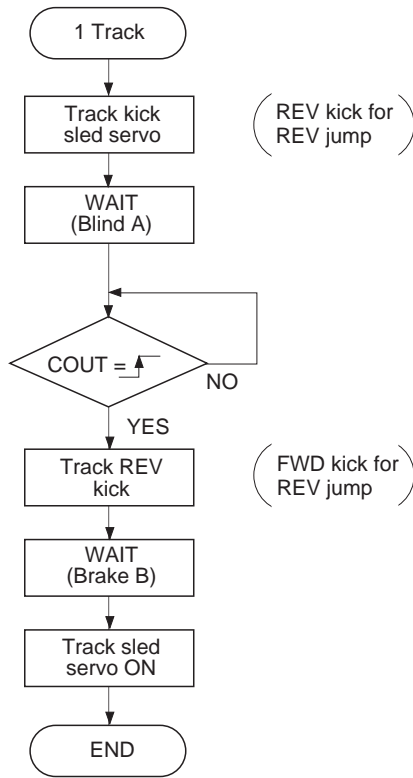 1 Track
Track kick
sled servo
REV kick for
REV jump
WAIT
(Blind A)
COUT =
NO
YES
Track REV
kick
FWD kick for
REV jump
WAIT
(Brake B)
Track sled
servo ON
END